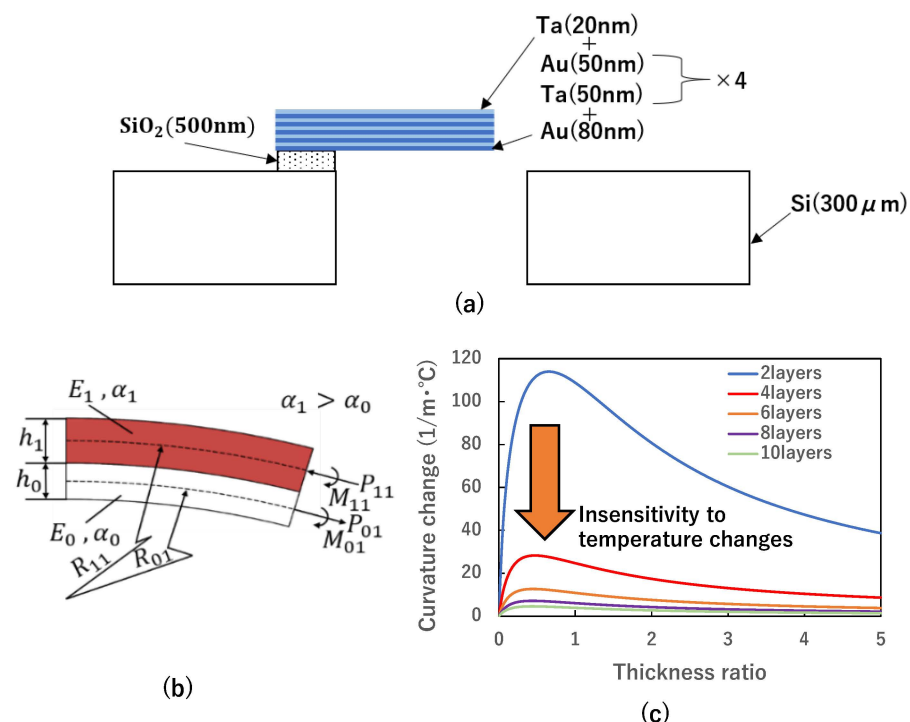 Ta(20nm)
+
Au(50nm)
Ta(50nm)
×4
+
Au(80nm)
SiO₂(500nm)
Si(300μm)
(a)
E₁, α₁
α₁ > α₀
h₁
h₀
P₁₁
M₁₁
P₀₁
M₀₁
E₀, α₀
R₁₁
R₀₁
(b)
Curvature change (1/m・°C)
120
100
80
60
40
20
0
2layers
4layers
6layers
8layers
10layers
Insensitivity to
temperature changes
0 1 2 3 4 5
Thickness ratio
(c)